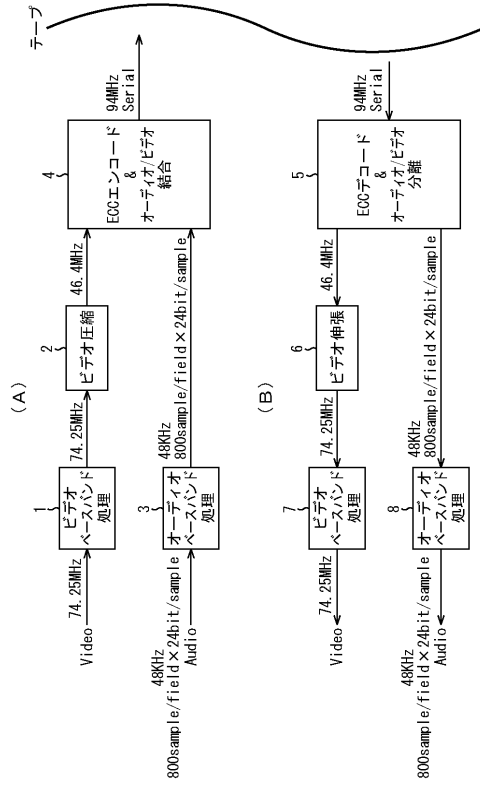 (A)
Video
74.25MHz
1
ビデオ
ベースバンド
処理
74.25MHz
2
ビデオ圧縮
46.4MHz
48KHz
800sample/field×24bit/sample
Audio
3
オーディオ
ベースバンド
処理
48KHz
800sample/field×24bit/sample
4
ECCエンコード
&
オーディオ/ビデオ
結合
94MHz
Serial
テープ
(B)
Video
74.25MHz
7
ビデオ
ベースバンド
処理
74.25MHz
6
ビデオ伸張
46.4MHz
48KHz
800sample/field×24bit/sample
Audio
8
オーディオ
ベースバンド
処理
48KHz
800sample/field×24bit/sample
5
ECCデコード
&
オーディオ/ビデオ
分離
94MHz
Serial